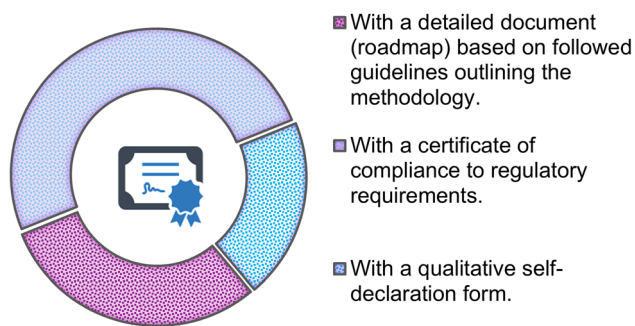 With a detailed document
(roadmap) based on followed
guidelines outlining the
methodology.
With a certificate of
compliance to regulatory
requirements.
With a qualitative self-
declaration form.